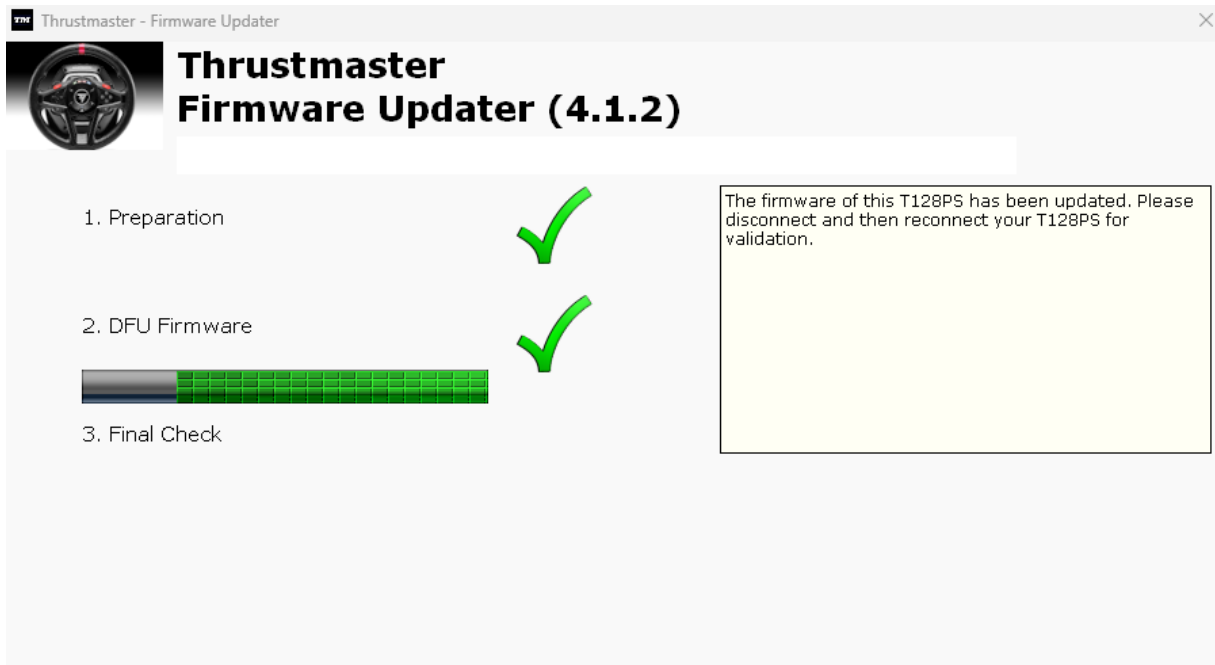 TM Thrustmaster - Firmware Updater
Thrustmaster
Firmware Updater (4.1.2)
1. Preparation
The firmware of this T128PS has been updated. Please
disconnect and then reconnect your T128PS for
validation.
2. DFU Firmware
3. Final Check